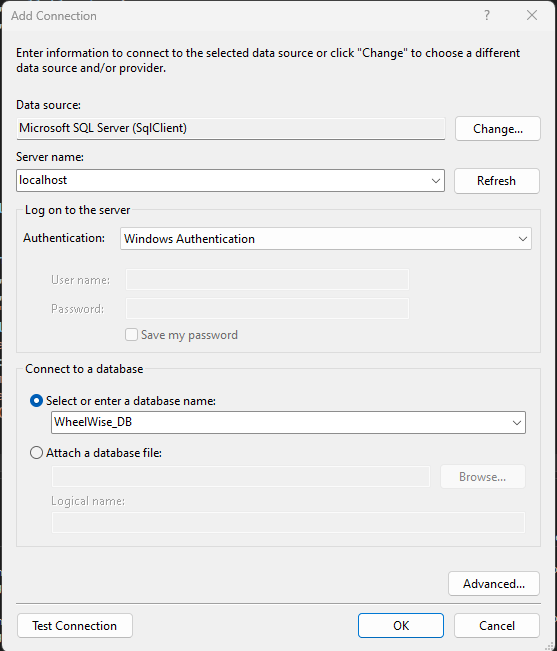 Add Connection
?
Enter information to connect to the selected data source or click "Change" to choose a different
data source and/or provider.
Data source:
Microsoft SQL Server (SqlClient)
Change...
Server name:
localhost
Refresh
Log on to the server
Authentication:
Windows Authentication
User name:
Password:
Save my password
Connect to a database
Select or enter a database name:
WheelWise_DB
Attach a database file:
Browse...
Logical name:
Advanced...
Test Connection
OK
Cancel